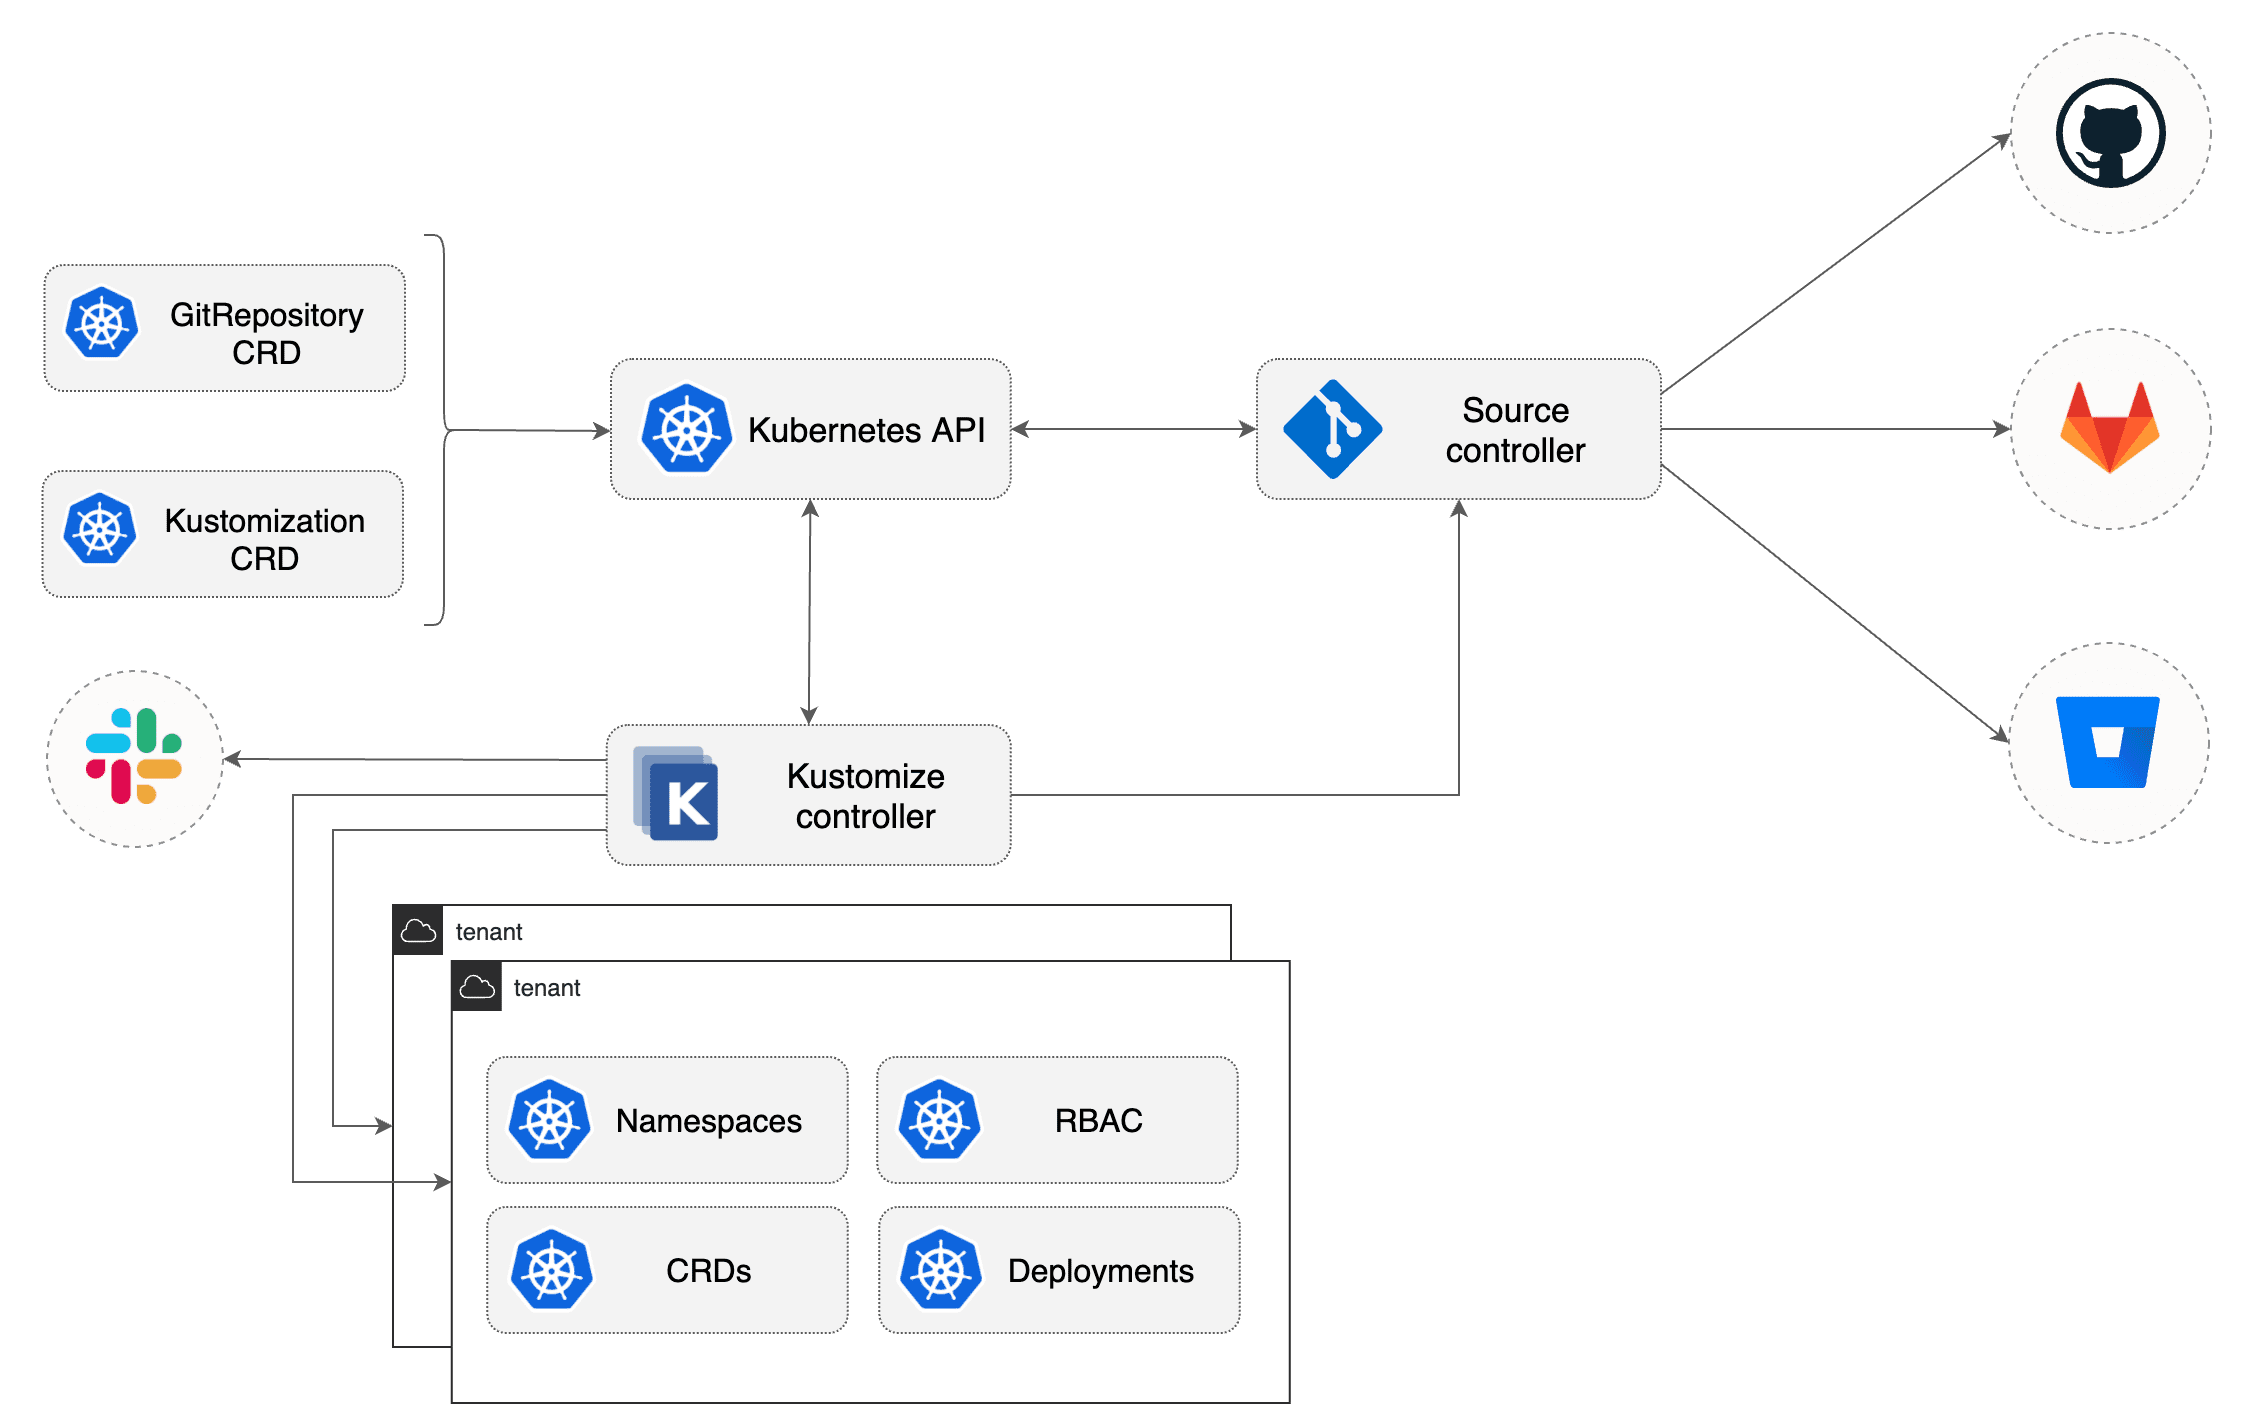 GitRepository
CRD
Kustomization
CRD
Kubernetes API
Source
controller
Kustomize
controller
K
tenant
tenant
Namespaces
RBAC
CRDs
Deployments